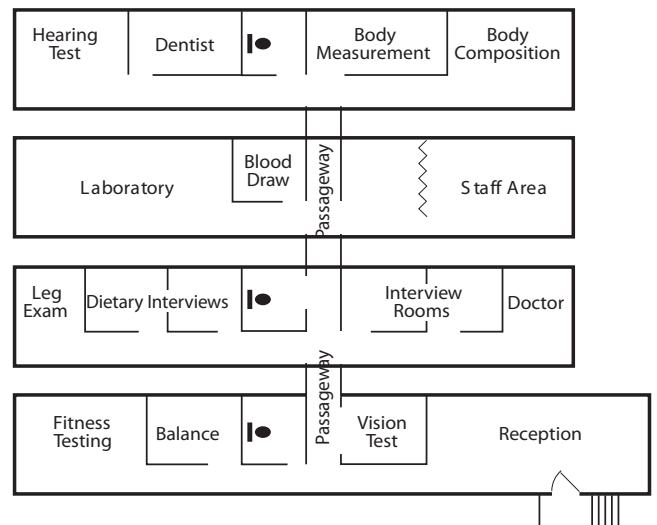 Hearing
Test
Dentist
Body
Measurement
Body
Composition
Laboratory
Blood
Draw
Passageway
Staff Area
Leg
Exam
Dietary Interviews
Interview
Rooms
Doctor
Passageway
Fitness
Testing
Balance
Vision
Test
Reception